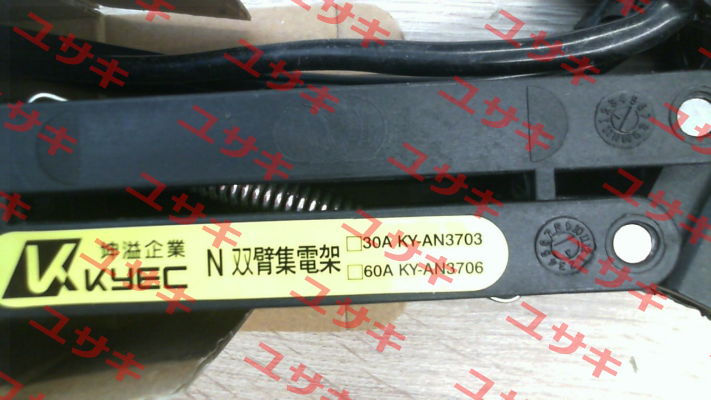 坤溢企業
KYEC
N 双臂集電架
□30A KY-AN3703
□60A KY-AN3706
ユサキ